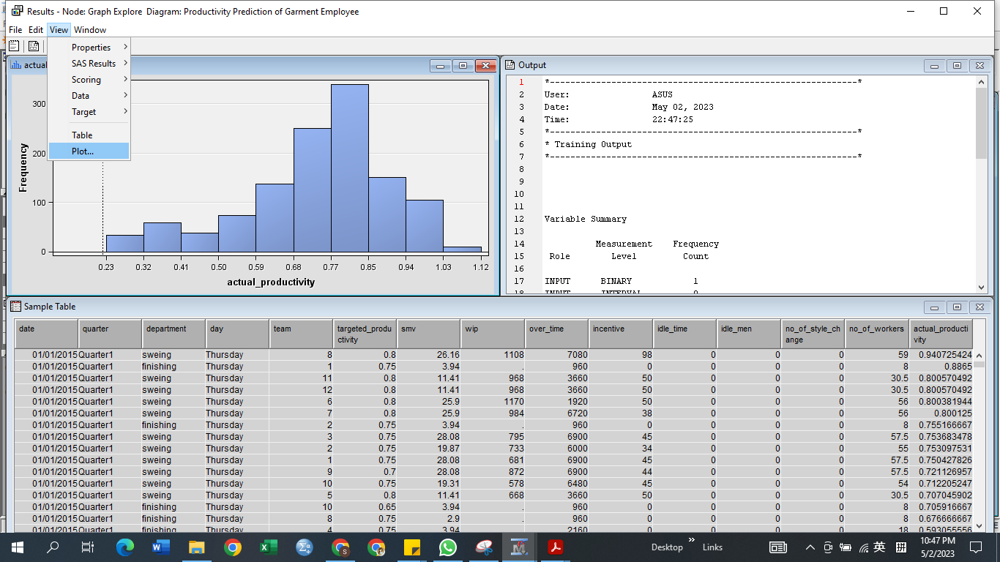 Results - Node: Graph Explore  Diagram: Productivity Prediction of Garment Employee
File Edit View Window
Properties
SAS Results
Scoring
Data
Target
Table
Plot...
actual
300
200
100
0
Frequency
0.23 0.32 0.41 0.50 0.59 0.68 0.77 0.85 0.94 1.03 1.12
actual_productivity
Output
1 *------------------------------------------------------------*
2 User: ASUS
3 Date: May 02, 2023
4 Time: 22:47:25
5 *------------------------------------------------------------*
6 * Training Output
7 *------------------------------------------------------------*
8
9
10
11
12 Variable Summary
13
14 Measurement Frequency
15 Role Level Count
16
17 INPUT BINARY 1
18 INPUT INTERVAL 9
Sample Table
date quarter department day team targeted_productivity smv wip over_time incentive idle_time idle_men no_of_style_change no_of_workers actual_productivity
01/01/2015 Quarter1 sweing Thursday 8 0.8 26.16 1108 7080 98 0 0 0 59 0.940725424
01/01/2015 Quarter1 finishing Thursday 1 0.75 3.94 . 960 0 0 0 0 8 0.8865
01/01/2015 Quarter1 sweing Thursday 11 0.8 11.41 968 3660 50 0 0 0 30.5 0.800570492
01/01/2015 Quarter1 sweing Thursday 12 0.8 11.41 968 3660 50 0 0 0 30.5 0.800570492
01/01/2015 Quarter1 sweing Thursday 6 0.8 25.9 1170 1920 50 0 0 0 56 0.800381944
01/01/2015 Quarter1 sweing Thursday 7 0.8 25.9 984 6720 38 0 0 0 56 0.800125
01/01/2015 Quarter1 finishing Thursday 2 0.75 3.94 . 960 0 0 0 0 8 0.755166667
01/01/2015 Quarter1 sweing Thursday 3 0.75 28.08 795 6900 45 0 0 0 57.5 0.753683478
01/01/2015 Quarter1 sweing Thursday 2 0.75 19.87 733 6000 34 0 0 0 55 0.753097531
01/01/2015 Quarter1 sweing Thursday 1 0.75 28.08 681 6900 45 0 0 0 57.5 0.750427826
01/01/2015 Quarter1 sweing Thursday 9 0.7 28.08 872 6900 44 0 0 0 57.5 0.721126957
01/01/2015 Quarter1 sweing Thursday 10 0.75 19.31 578 6480 45 0 0 0 54 0.712205247
01/01/2015 Quarter1 sweing Thursday 5 0.8 11.41 668 3660 50 0 0 0 30.5 0.707045902
01/01/2015 Quarter1 finishing Thursday 10 0.65 3.94 . 960 0 0 0 0 8 0.705916667
01/01/2015 Quarter1 finishing Thursday 8 0.75 2.9 . 960 0 0 0 0 8 0.676666667
01/01/2015 Quarter1 finishing Thursday 4 0.75 3.94 . 2160 0 0 0 0 18 0.593055556
Desktop Links 英 10:47 PM
5/2/2023